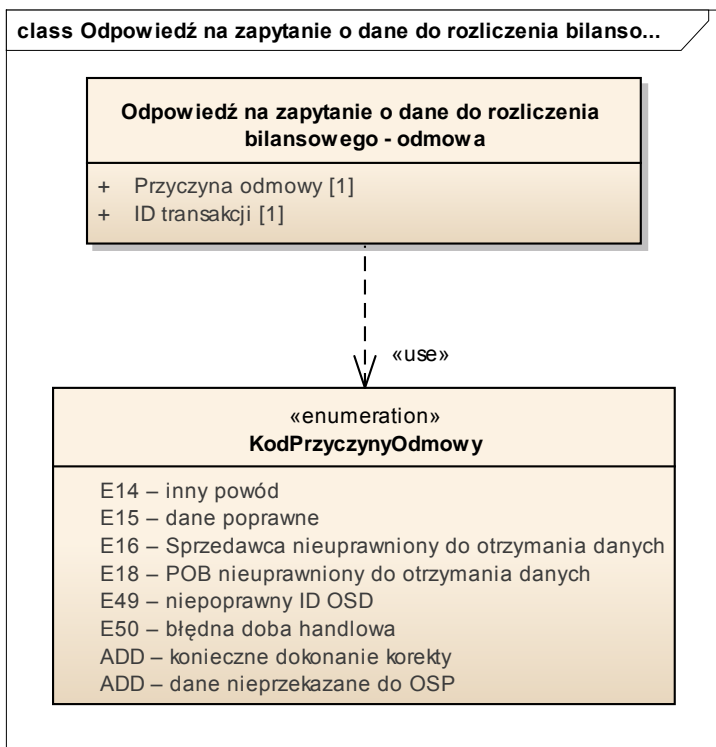 class Odpowiedź na zapytanie o dane do rozliczenia bilanso...
Odpowiedź na zapytanie o dane do rozliczenia
bilansowego - odmowa
+ Przyczyna odmowy [1]
+ ID transakcji [1]
«use»
«enumeration»
KodPrzyczynyOdmowy
E14 – inny powód
E15 – dane poprawne
E16 – Sprzedawca nieuprawniony do otrzymania danych
E18 – POB nieuprawniony do otrzymania danych
E49 – niepoprawny ID OSD
E50 – błędna doba handlowa
ADD – konieczne dokonanie korekty
ADD – dane nieprzekazane do OSP